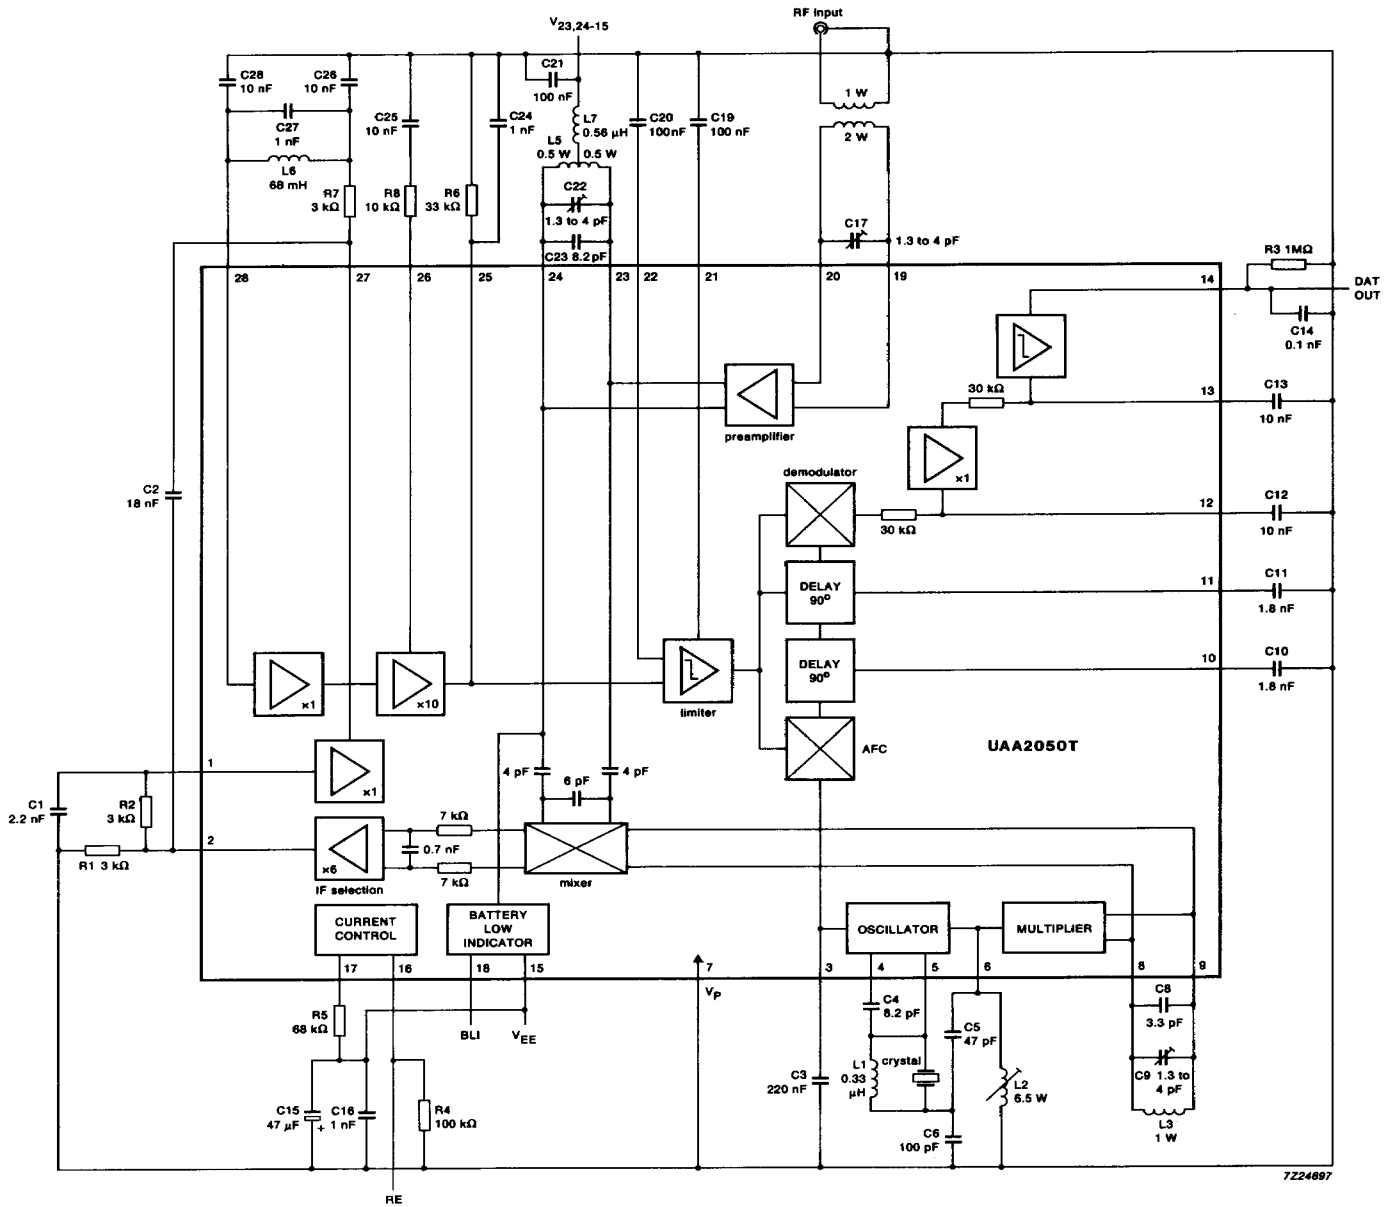 V23,24-15
RF input
C28
10 nF
C26
10 nF
C27
1 nF
L6
68 mH
R7
3 kΩ
C25
10 nF
R8
10 kΩ
R6
33 kΩ
C24
1 nF
C21
100 nF
L7
0.56 µH
L5
0.5 W 0.5 W
C22
1.3 to 4 pF
C23 8.2 pF
C20
100 nF
C19
100 nF
1 W
2 W
C17
1.3 to 4 pF
R3 1MΩ
DAT
OUT
C14
0.1 nF
28 27 26 25 24 23 22 21 20 19
14
30 kΩ
13
C13
10 nF
preamplifier
x1
demodulator
C2
18 nF
30 kΩ
12
C12
10 nF
DELAY
90°
11
C11
1.8 nF
DELAY
90°
10
C10
1.8 nF
x1
x10
limiter
AFC
UAA2050T
1
x1
4 pF
6 pF
4 pF
C1
2.2 nF
R2
3 kΩ
2
R1 3 kΩ
x6
IF selection
7 kΩ
0.7 nF
7 kΩ
mixer
CURRENT
CONTROL
BATTERY
LOW
INDICATOR
OSCILLATOR
MULTIPLIER
17 16 18 15 7 3 4 5 6 8 9
VP
R5
68 kΩ
BLI
VEE
C4
8.2 pF
C5
47 pF
C8
3.3 pF
C3
220 nF
L1
0.33
µH
crystal
L2
6.5 W
C9 1.3 to
4 pF
L3
1 W
C15
47 µF
+
C16
1 nF
R4
100 kΩ
C6
100 pF
RE
7Z24897